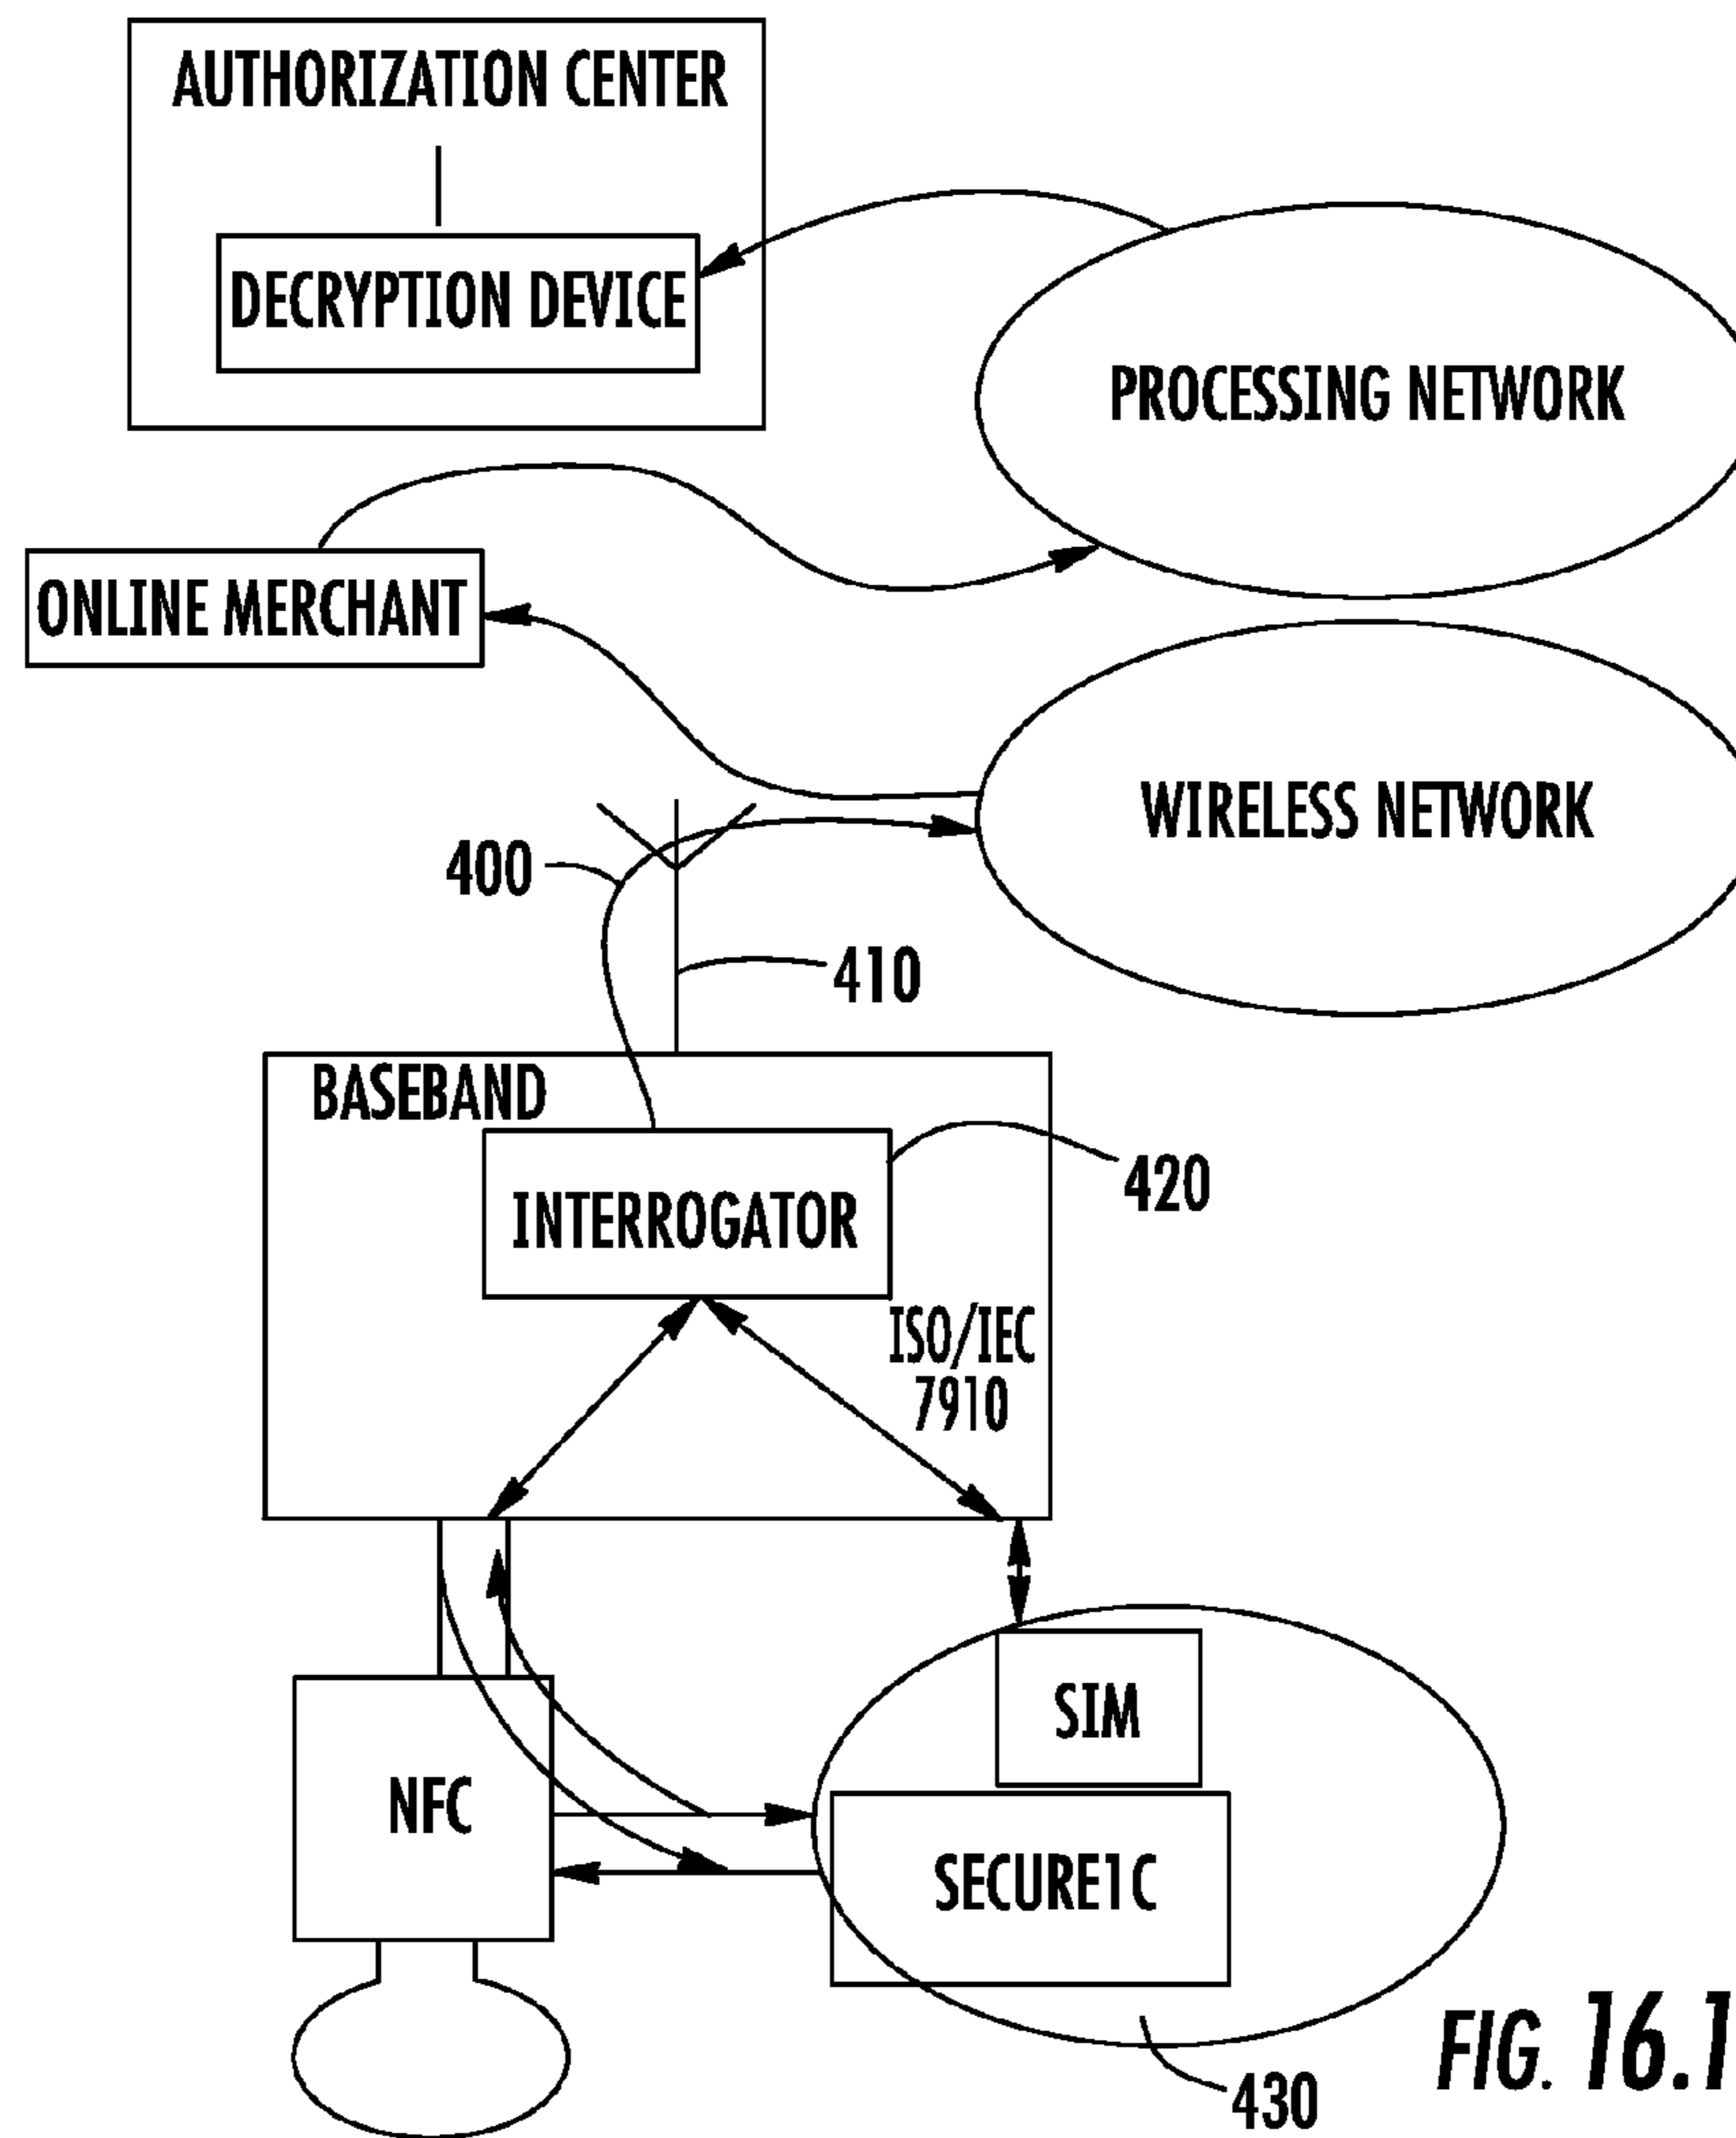 AUTHORIZATION CENTER
DECRYPTION DEVICE
PROCESSING NETWORK
ONLINE MERCHANT
WIRELESS NETWORK
400
410
BASEBAND
INTERROGATOR
420
ISO/IEC
7910
SIM
NFC
SECURE1C
430
FIG. 16.1